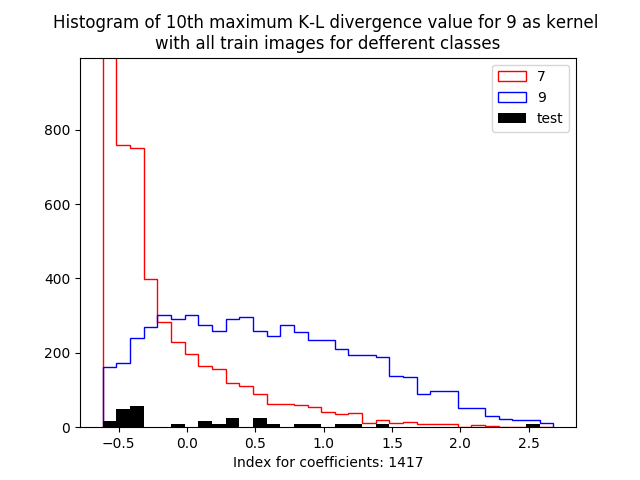 Histogram of 10th maximum K-L divergence value for 9 as kernel
with all train images for defferent classes
7
9
test
800
600
400
200
0
−0.5 0.0 0.5 1.0 1.5 2.0 2.5
Index for coefficients: 1417